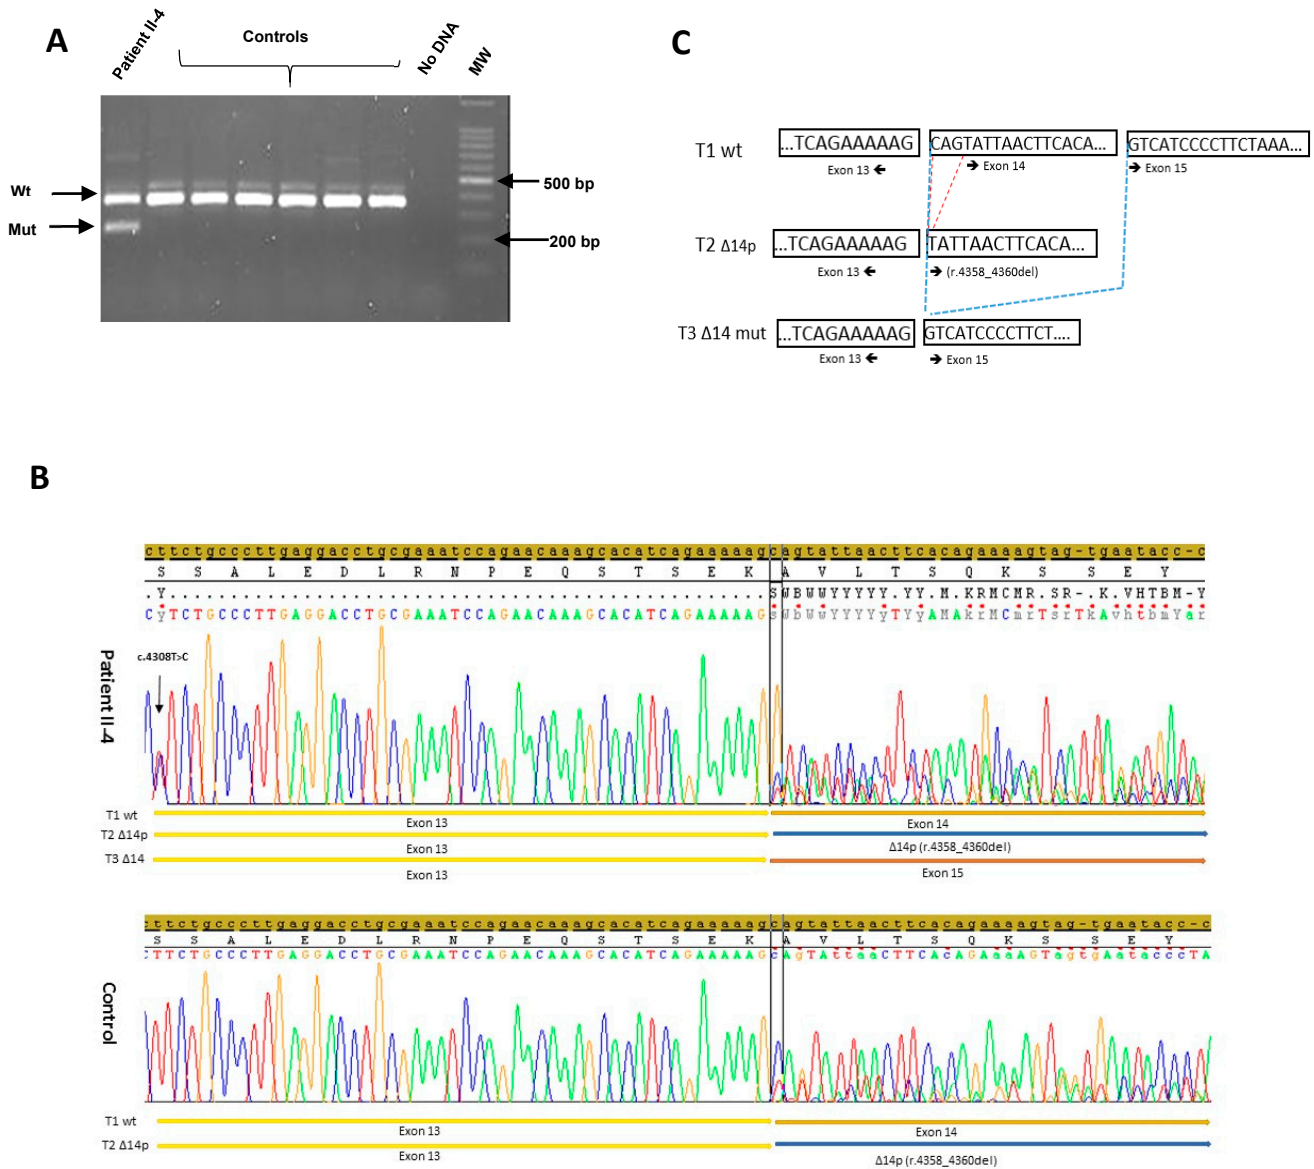 A
Patient II-4
Controls
No DNA
MW
Wt
Mut
500 bp
200 bp
C
T1 wt
...TCAGAAAAAG
CAGTATTAACTTCACA...
GTCATCCCCTTCTAAA...
Exon 13 ←
→ Exon 14
→ Exon 15
T2 Δ14p
...TCAGAAAAAG
TATTAACTTCACA...
Exon 13 ←
→ (r.4358_4360del)
T3 Δ14 mut
...TCAGAAAAAG
GTCATCCCCTTCT....
Exon 13 ←
→ Exon 15
B
cttctgcccttgaggacctgcgaaatccagaacaaagcacatcagaaaaagcagtattaacttcacagaaaagtag-tgaatacc-c
S S A L E D L R N P E Q S T S E K A V L T S Q K S S E Y
CyTCTGCCCTTGAGGACCTGCGAAATCCAGAACAAAGCACATCAGAAAAAG
c.4308T>C
Patient II-4
T1 wt
Exon 13
Exon 14
T2 Δ14p
Exon 13
Δ14p (r.4358_4360del)
T3 Δ14
Exon 13
Exon 15
ttctgcccttgaggacctgcgaaatccagaacaaagcacatcagaaaaagcagtattaacttcacagaaaagtag-tgaatacc-c
S S A L E D L R N P E Q S T S E K A V L T S Q K S S E Y
TTCTGCCCTTGAGGACCTGCGAAATCCAGAACAAAGCACATCAGAAAAAGcAgTAttaacTTCAcAGAaaAGTagtgAatacccTA
Control
T1 wt
Exon 13
Exon 14
T2 Δ14p
Exon 13
Δ14p (r.4358_4360del)